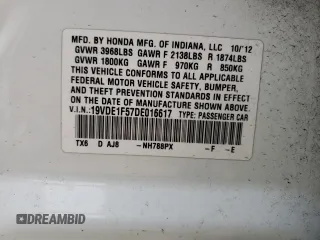 MFD. BY HONDA MFG. OF INDIANA, LLC 10/'12
GVWR 3968LBS GAWR F 2138LBS R 1874LBS
GVWR 1800KG GAWR F 970KG R 850KG
THIS VEHICLE CONFORMS TO ALL APPLICABLE
FEDERAL MOTOR VEHICLE SAFETY, BUMPER,
AND THEFT PREVENTION STANDARDS IN EFFECT
ON THE DATE OF MANUFACTURE SHOWN ABOVE.
V.I.N.: 19VDE1F57DE016617 TYPE: PASSENGER CAR
TX6 D AJ8 -NH788PX - F - E
DREAMBID